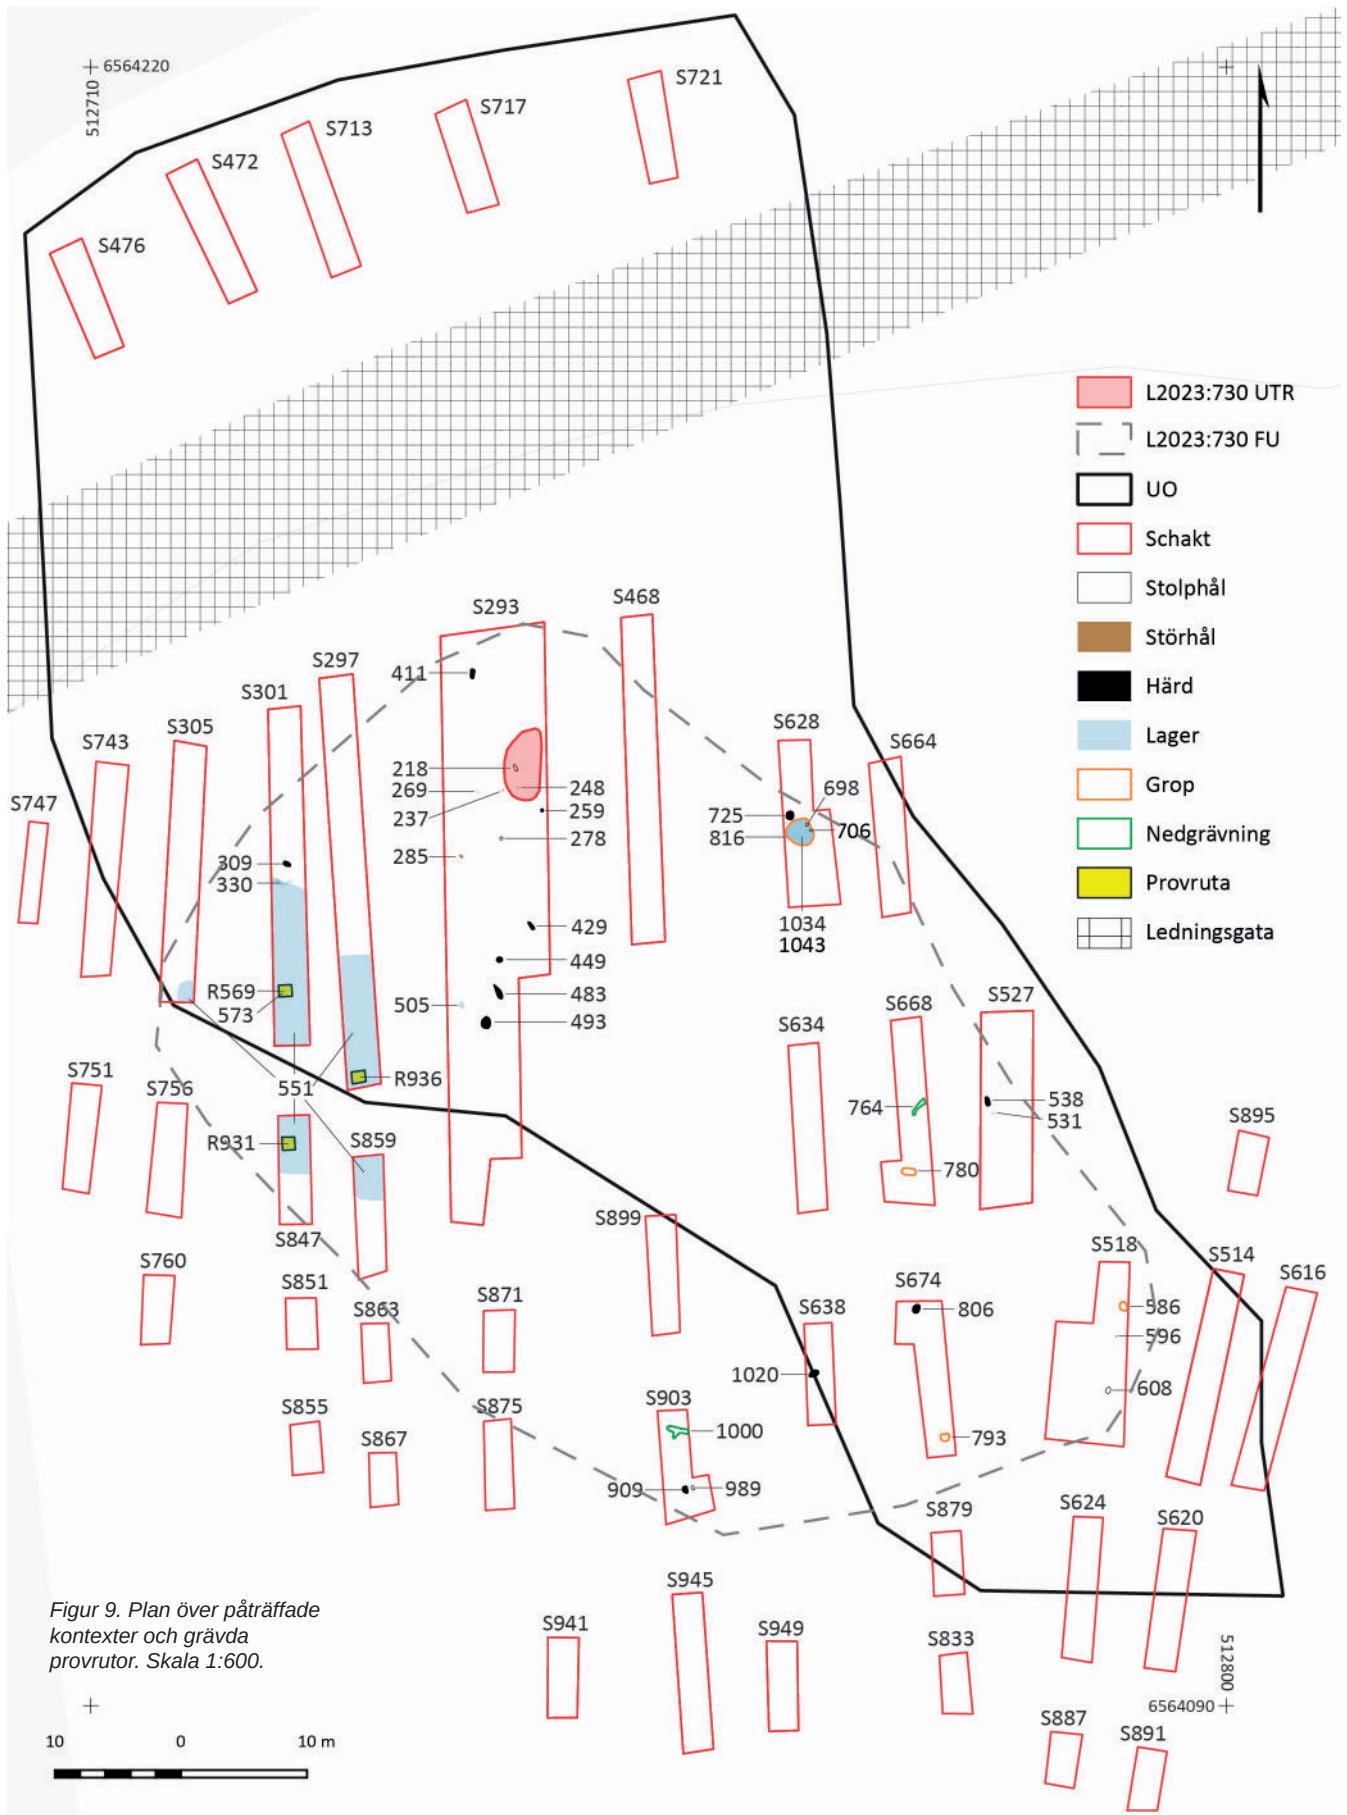 6564220
512710
S721
S717
S713
S472
S476
L2023:730 UTR
L2023:730 FU
UO
Schakt
Stolphål
Störhål
Härd
Lager
Grop
Nedgrävning
Provruta
Ledningsgata
S468
S293
S297
S301
S305
S743
S747
411
218
269
237
248
259
278
285
309
330
429
449
483
493
505
R569
573
551
R936
R931
S628
S664
698
725
816
706
1034
1043
S668
S527
S634
538
531
764
780
S895
S751
S756
S859
S847
S899
S518
S514
S616
S760
S851
S863
S871
S674
S638
586
596
608
806
1020
S855
S867
S875
S903
1000
793
909
989
S879
S624
S620
S945
S941
S949
S833
S887
S891
512800
6564090
Figur 9. Plan över påträffade
kontexter och grävda
provrutor. Skala 1:600.
10 0 10 m